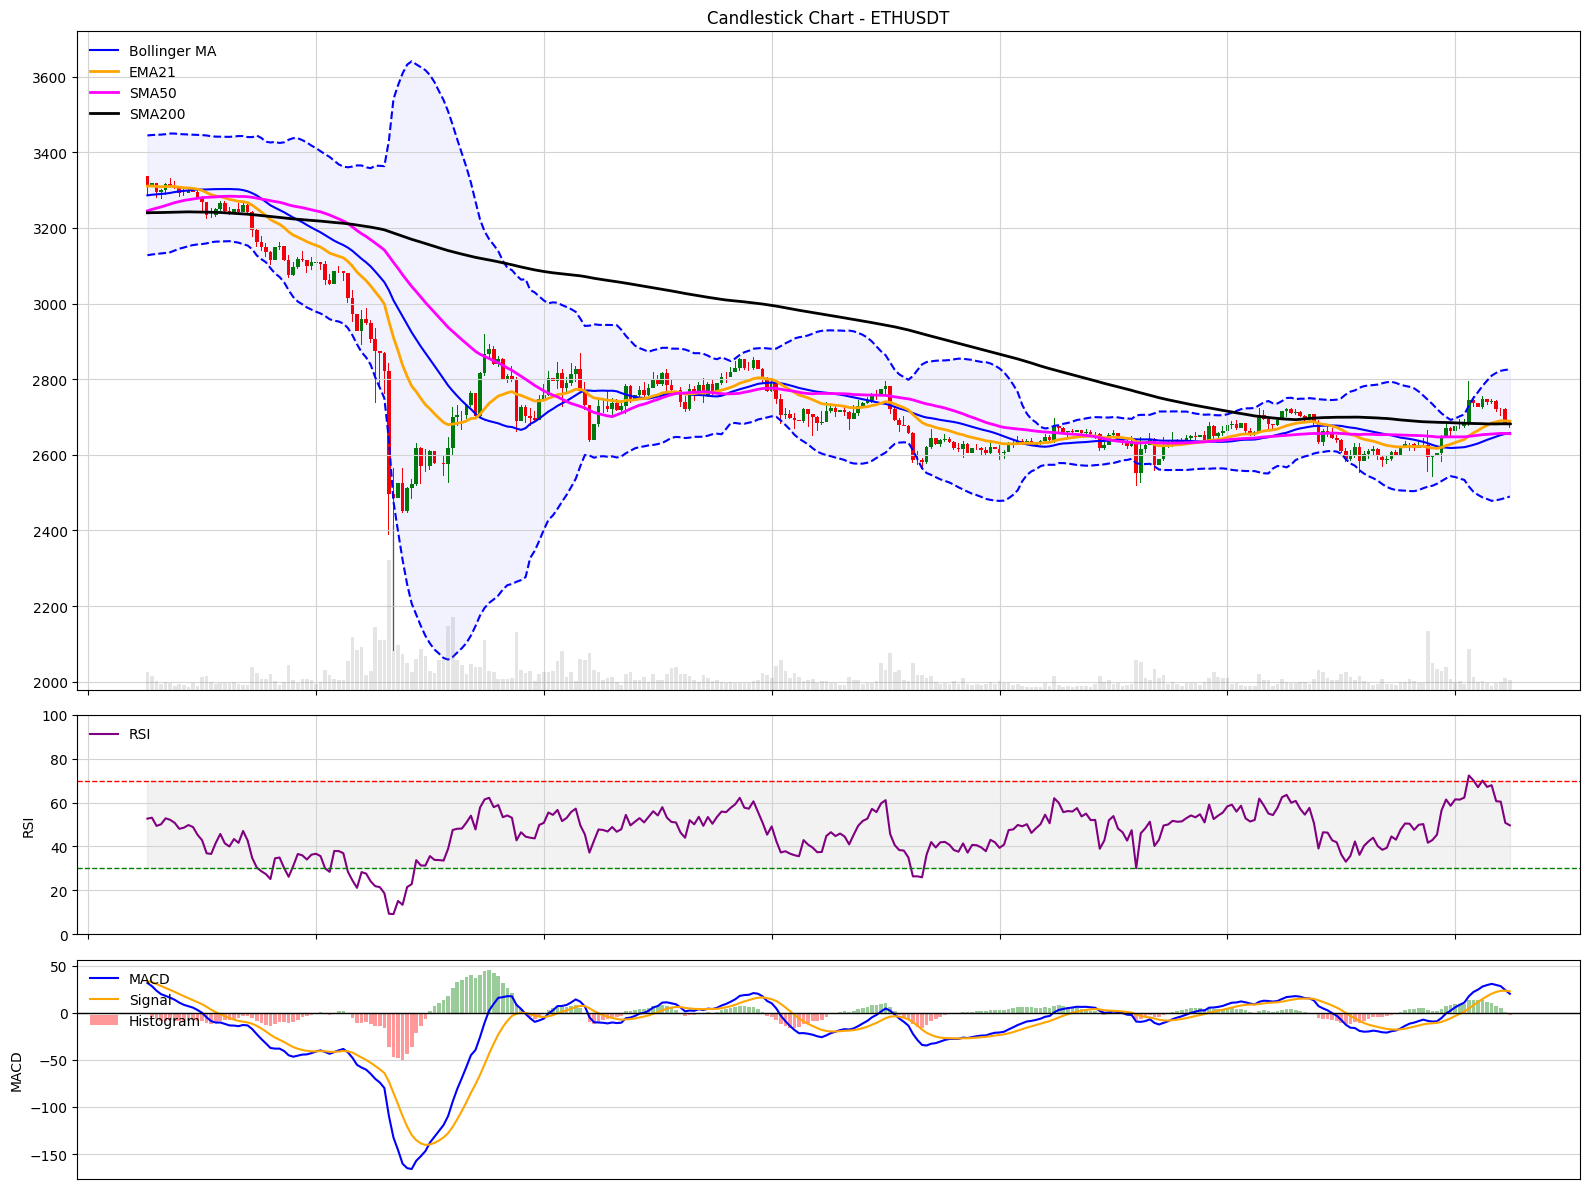 Candlestick Chart - ETHUSDT
Bollinger MA
EMA21
SMA50
SMA200
3600
3400
3200
3000
2800
2600
2400
2200
2000
RSI
100
80
60
40
20
0
RSI
MACD
Signal
Histogram
50
0
−50
−100
−150
MACD